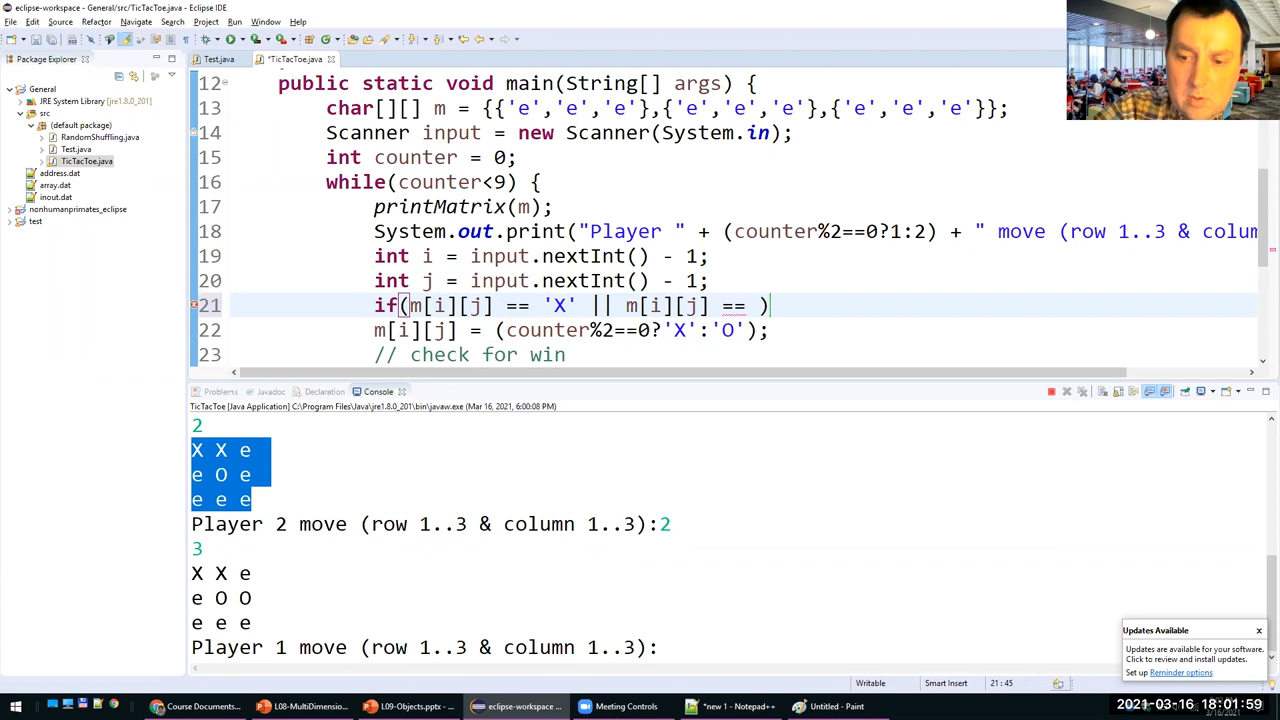 eclipse-workspace - General/src/TicTacToe.java - Eclipse IDE
File Edit Source Refactor Navigate Search Project Run Window Help
Package Explorer
Test.java
*TicTacToe.java
General
JRE System Library [jre1.8.0_201]
src
(default package)
RandomShuffling.java
Test.java
TicTacToe.java
address.dat
array.dat
inout.dat
nonhumanprimates_eclipse
test
12 public static void main(String[] args) {
13 char[][] m = {{'e','e','e'},{'e','e','e'},{'e','e','e'}};
14 Scanner input = new Scanner(System.in);
15 int counter = 0;
16 while(counter<9) {
17 printMatrix(m);
18 System.out.print("Player " + (counter%2==0?1:2) + " move (row 1..3 & colum
19 int i = input.nextInt() - 1;
20 int j = input.nextInt() - 1;
21 if(m[i][j] == 'X' || m[i][j] == )
22 m[i][j] = (counter%2==0?'X':'O');
23 // check for win
Problems Javadoc Declaration Console
TicTacToe [Java Application] C:\Program Files\Java\jre1.8.0_201\bin\javaw.exe (Mar 16, 2021, 6:00:08 PM)
2
X X e
e O e
e e e
Player 2 move (row 1..3 & column 1..3):2
3
X X e
e O O
e e e
Player 1 move (row 1..3 & column 1..3):
Updates Available
Updates are available for your software.
Click to review and install updates.
Set up Reminder options
Writable Smart Insert 21 : 45
Course Documents...
L08-MultiDimension...
L09-Objects.pptx - ...
eclipse-workspace ...
Meeting Controls
*new 1 - Notepad++
Untitled - Paint
2021-03-16 18:01:59